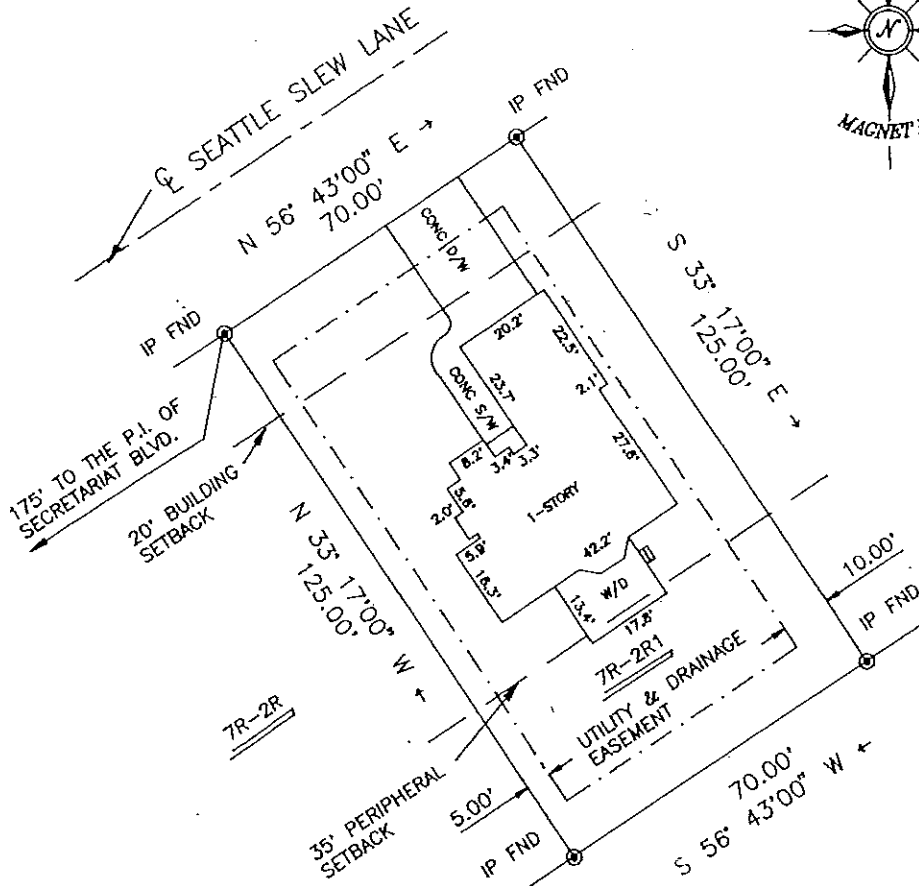 ℄ SEATTLE SLEW LANE
N 56° 43'00" E →
70.00'
IP FND
N
MAGNET
IP FND
CONC D/W
S 33° 17'00" E →
125.00'
20.2'
22.5'
2.1'
23.7'
CONC S/W
27.8'
8.2'
3.4'
3.3'
2.0'
1-STORY
5.9'
18.3'
42.2'
W/D
13.4'
17.8'
175' TO THE P.I. OF
SECRETARIAT BLVD.
20' BUILDING
SETBACK
N 33° 17'00" W →
125.00'
10.00'
IP FND
7R-2R1
UTILITY & DRAINAGE
EASEMENT
7R-2R
35' PERIPHERAL
SETBACK
5.00'
IP FND
70.00'
S 56° 43'00" W ←